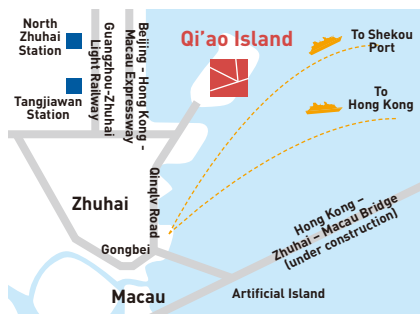 North
Zhuhai
Station
Tangjiawan
Station
Guangzhou-Zhuhai
Light Railway
Beijing - Hong Kong -
Macau Expressway
Qi’ao Island
To Shekou
Port
To
Hong Kong
Zhuhai
Qinglv Road
Gongbei
Hong Kong –
Zhuhai – Macau Bridge
(under construction)
Macau
Artificial Island